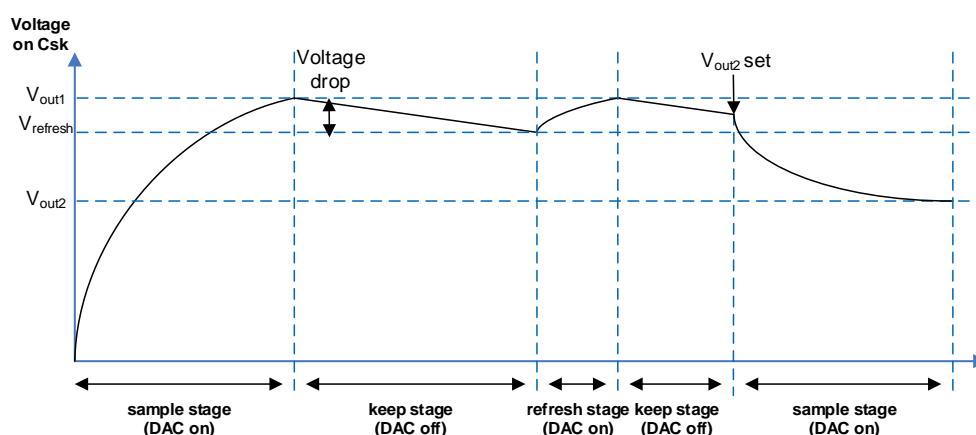 Voltage
on Csk
Voltage
drop
Vout2 set
Vout1
Vrefresh
Vout2
sample stage
(DAC on)
keep stage
(DAC off)
refresh stage
(DAC on)
keep stage
(DAC off)
sample stage
(DAC on)